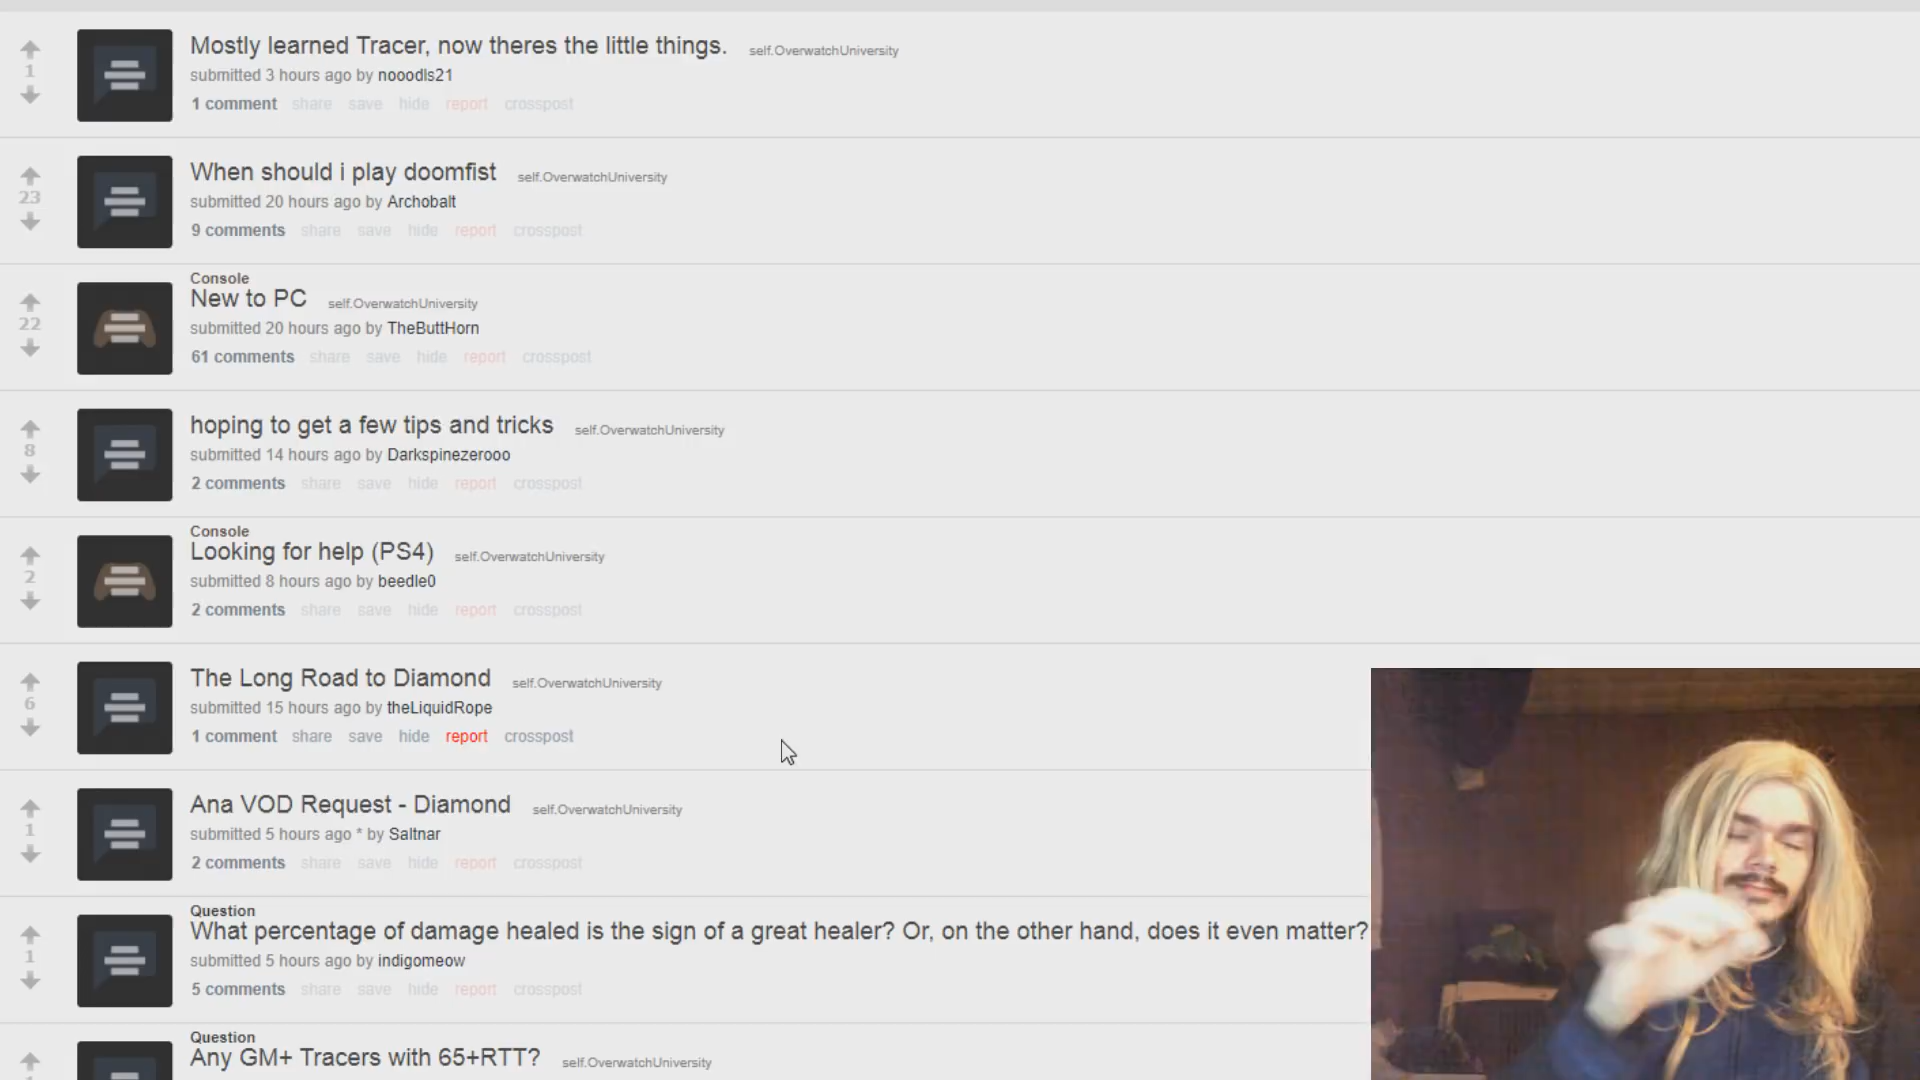 Mostly learned Tracer, now theres the little things. self.OverwatchUniversity
1
submitted 3 hours ago by nooodls21
1 comment share save hide report crosspost
When should i play doomfist self.OverwatchUniversity
23
submitted 20 hours ago by Archobalt
9 comments share save hide report crosspost
Console
New to PC self.OverwatchUniversity
22
submitted 20 hours ago by TheButtHorn
61 comments share save hide report crosspost
hoping to get a few tips and tricks self.OverwatchUniversity
8
submitted 14 hours ago by Darkspinezerooo
2 comments share save hide report crosspost
Console
Looking for help (PS4) self.OverwatchUniversity
2
submitted 8 hours ago by beedle0
2 comments share save hide report crosspost
The Long Road to Diamond self.OverwatchUniversity
6
submitted 15 hours ago by theLiquidRope
1 comment share save hide report crosspost
Ana VOD Request - Diamond self.OverwatchUniversity
1
submitted 5 hours ago * by Saltnar
2 comments share save hide report crosspost
Question
What percentage of damage healed is the sign of a great healer? Or, on the other hand, does it even matter?
1
submitted 5 hours ago by indigomeow
5 comments share save hide report crosspost
Question
Any GM+ Tracers with 65+RTT? self.OverwatchUniversity